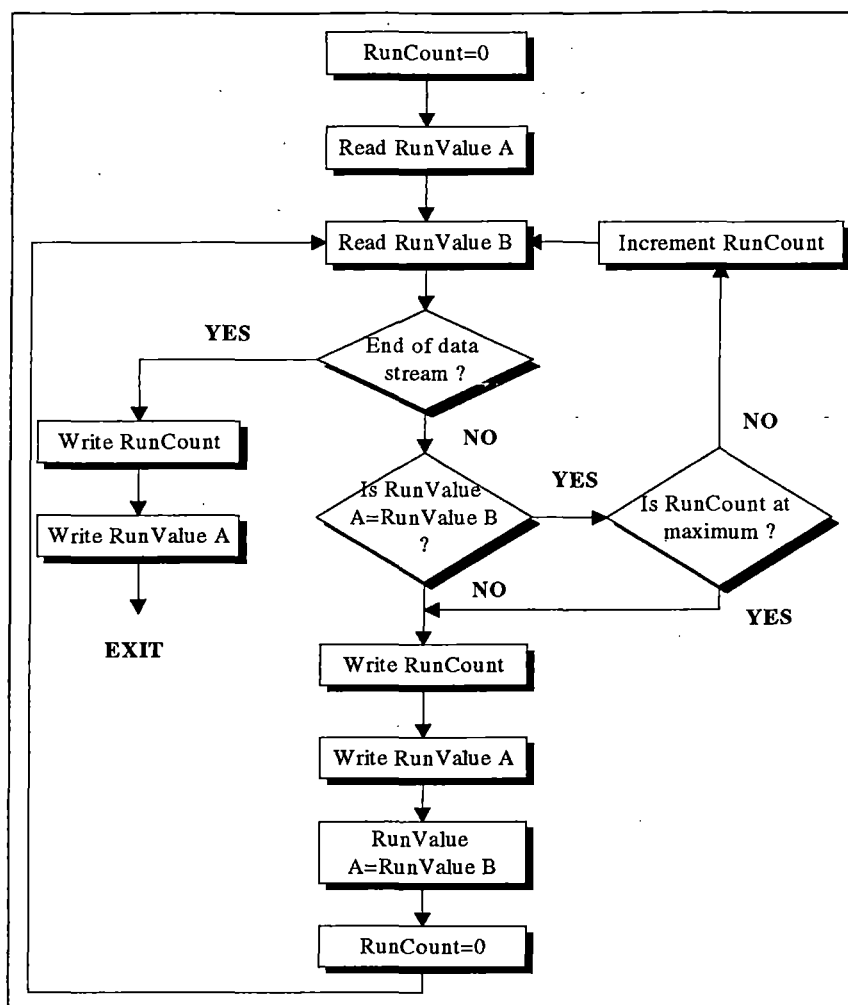 RunCount=0
Read RunValue A
Read RunValue B
Increment RunCount
YES
End of data
stream ?
Write RunCount
NO
NO
Is RunValue
A=RunValue B
?
YES
Is RunCount at
maximum ?
Write RunValue A
NO
YES
EXIT
Write RunCount
Write RunValue A
RunValue
A=RunValue B
RunCount=0